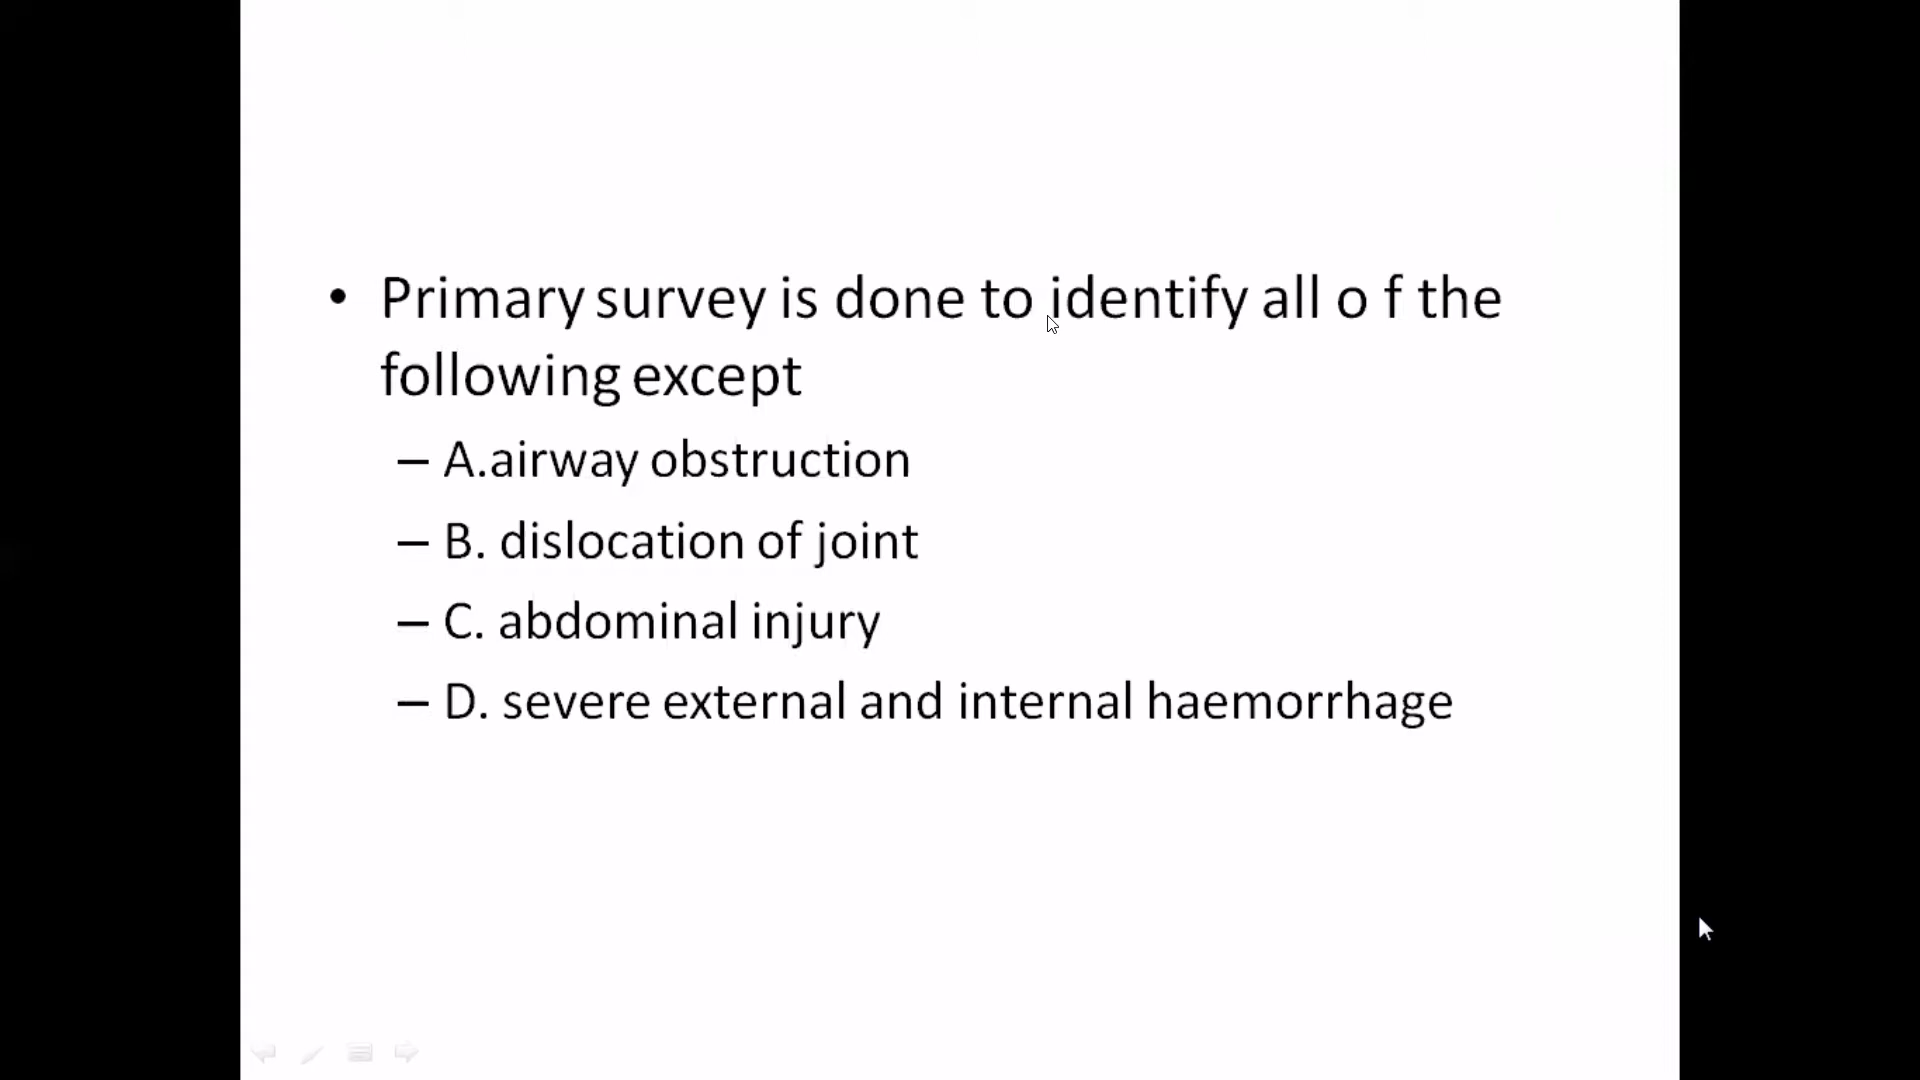 • Primary survey is done to identify all o f the
following except
– A.airway obstruction
– B. dislocation of joint
– C. abdominal injury
– D. severe external and internal haemorrhage